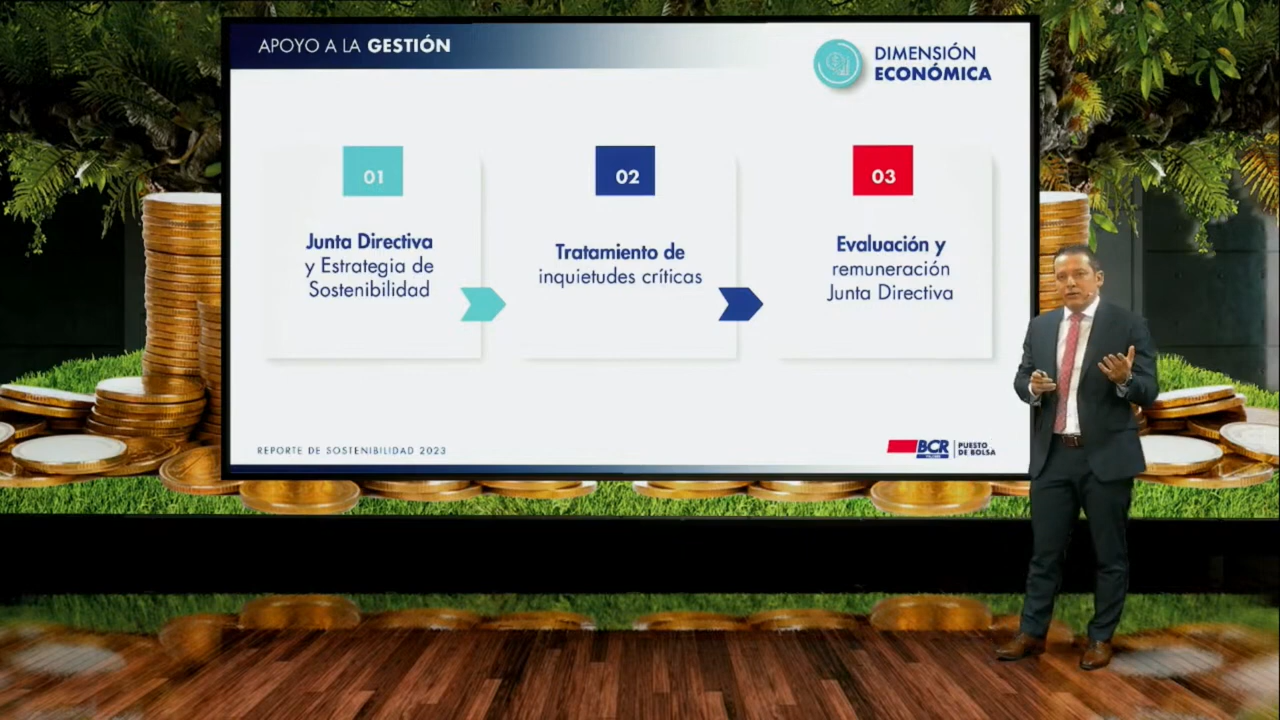 APOYO A LA GESTIÓN
DIMENSIÓN
ECONÓMICA
01
Junta Directiva
y Estrategia de
Sostenibilidad
02
Tratamiento de
inquietudes críticas
03
Evaluación y
remuneración
Junta Directiva
REPORTE DE SOSTENIBILIDAD 2023
BCR
PUESTO
DE BOLSA